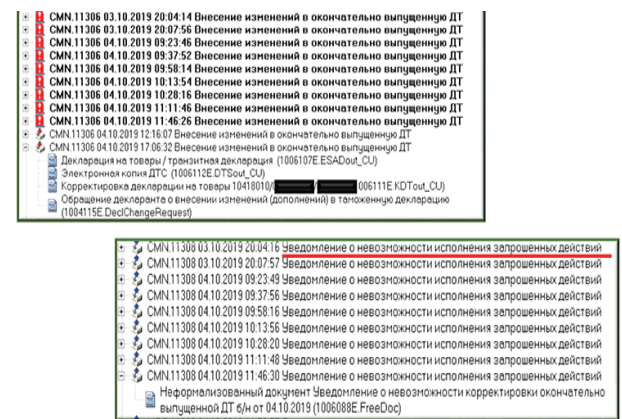 CMN.11306 03.10.2019 20:04:14 Внесение изменений в окончательно выпущенную ДТ
CMN.11306 03.10.2019 20:07:56 Внесение изменений в окончательно выпущенную ДТ
CMN.11306 04.10.2019 09:23:46 Внесение изменений в окончательно выпущенную ДТ
CMN.11306 04.10.2019 09:37:52 Внесение изменений в окончательно выпущенную ДТ
CMN.11306 04.10.2019 09:58:14 Внесение изменений в окончательно выпущенную ДТ
CMN.11306 04.10.2019 10:13:54 Внесение изменений в окончательно выпущенную ДТ
CMN.11306 04.10.2019 10:28:16 Внесение изменений в окончательно выпущенную ДТ
CMN.11306 04.10.2019 11:11:46 Внесение изменений в окончательно выпущенную ДТ
CMN.11306 04.10.2019 11:46:26 Внесение изменений в окончательно выпущенную ДТ
CMN.11306 04.10.2019 12:16:07 Внесение изменений в окончательно выпущенную ДТ
CMN.11306 04.10.2019 17:06:32 Внесение изменений в окончательно выпущенную ДТ
Декларация на товары / транзитная декларация (1006107E.ESADout_CU)
Электронная копия ДТС (1006112E.DTSout_CU)
Корректировка декларации на товары 10418010/ / 006111E.KDTout_CU)
Обращение декларанта о внесении изменений (дополнений) в таможенную декларацию
(1004115E.DeclChangeRequest)
CMN.11308 03.10.2019 20:04:16 Уведомление о невозможности исполнения запрошенных действий
CMN.11308 03.10.2019 20:07:57 Уведомление о невозможности исполнения запрошенных действий
CMN.11308 04.10.2019 09:23:49 Уведомление о невозможности исполнения запрошенных действий
CMN.11308 04.10.2019 09:37:56 Уведомление о невозможности исполнения запрошенных действий
CMN.11308 04.10.2019 09:58:16 Уведомление о невозможности исполнения запрошенных действий
CMN.11308 04.10.2019 10:13:56 Уведомление о невозможности исполнения запрошенных действий
CMN.11308 04.10.2019 10:28:20 Уведомление о невозможности исполнения запрошенных действий
CMN.11308 04.10.2019 11:11:48 Уведомление о невозможности исполнения запрошенных действий
CMN.11308 04.10.2019 11:46:30 Уведомление о невозможности исполнения запрошенных действий
Неформализованный документ Уведомление о невозможности корректировки окончательно
выпущенной ДТ б/н от 04.10.2019 (1006088E.FreeDoc)